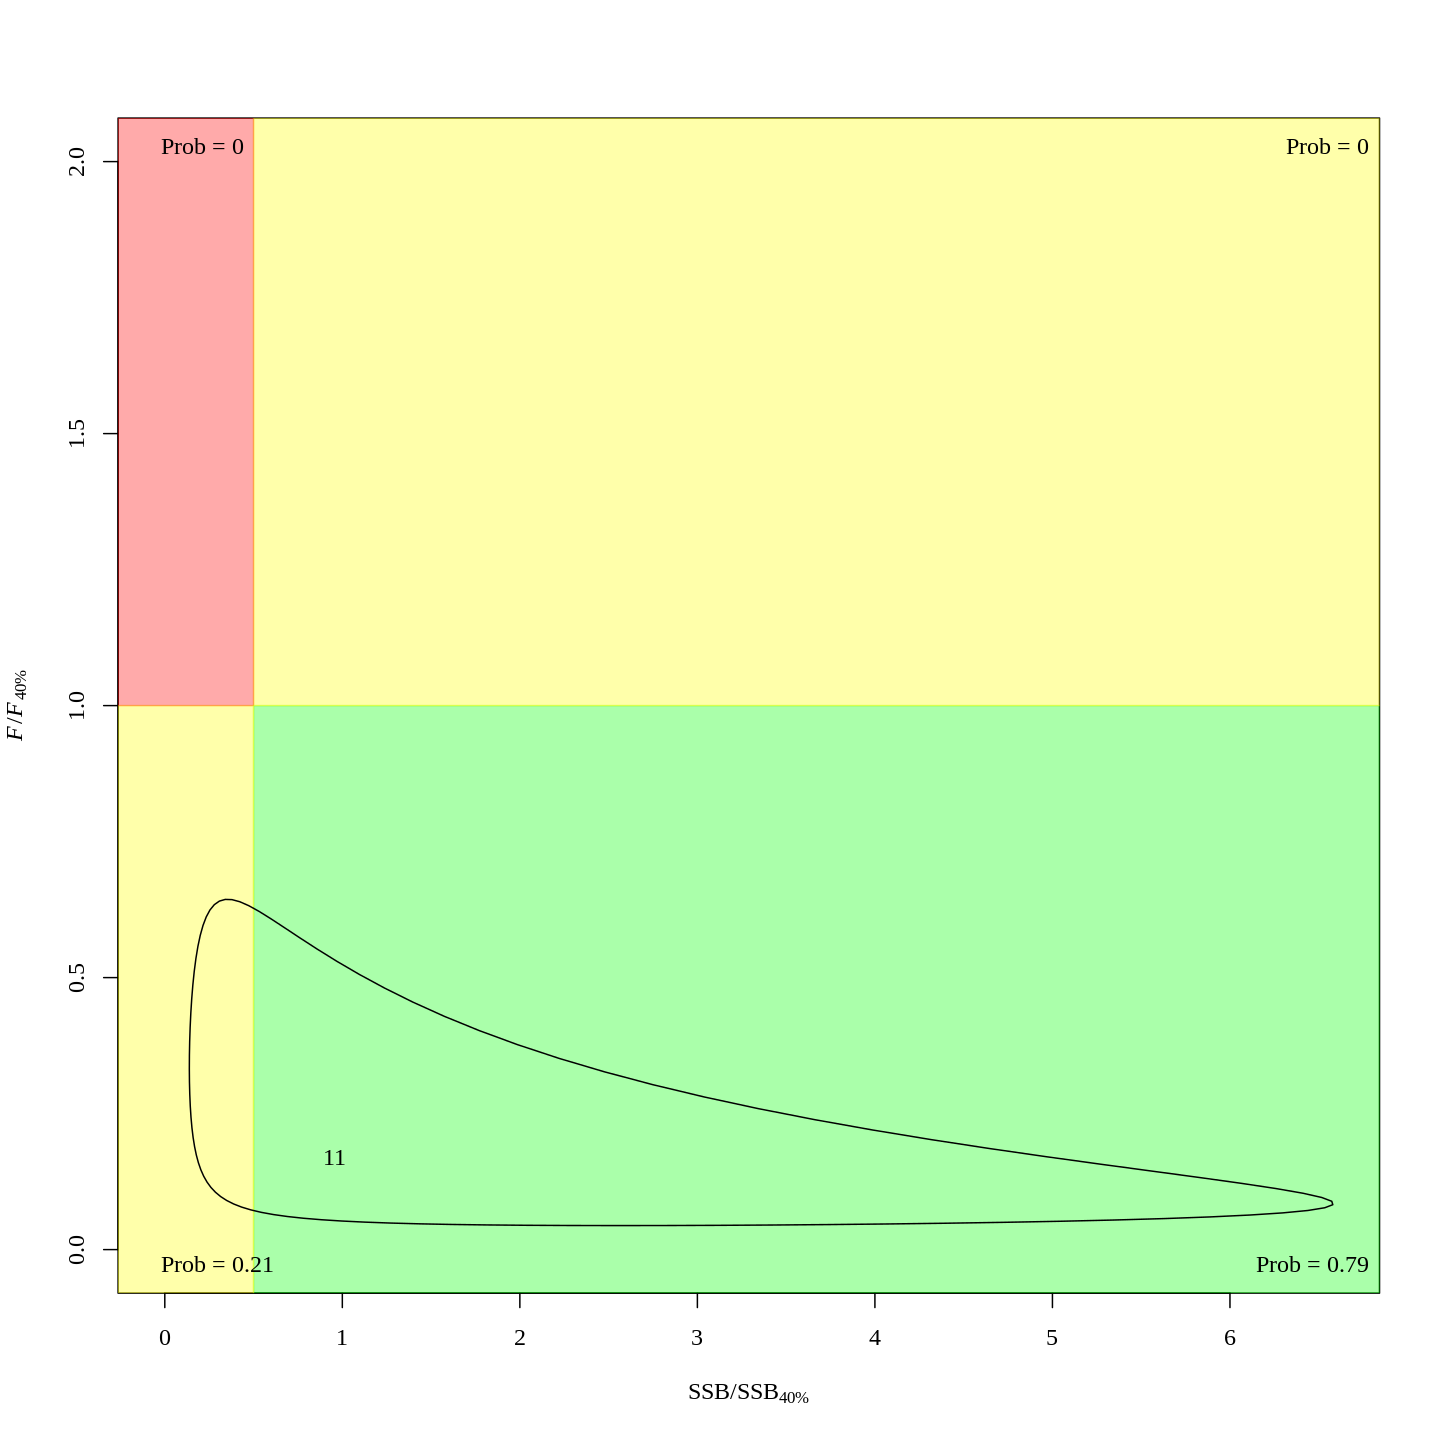 Prob = 0
Prob = 0
2.0
1.5
1.0
0.5
0.0
F/F40%
11
Prob = 0.21
Prob = 0.79
0 1 2 3 4 5 6
SSB/SSB40%